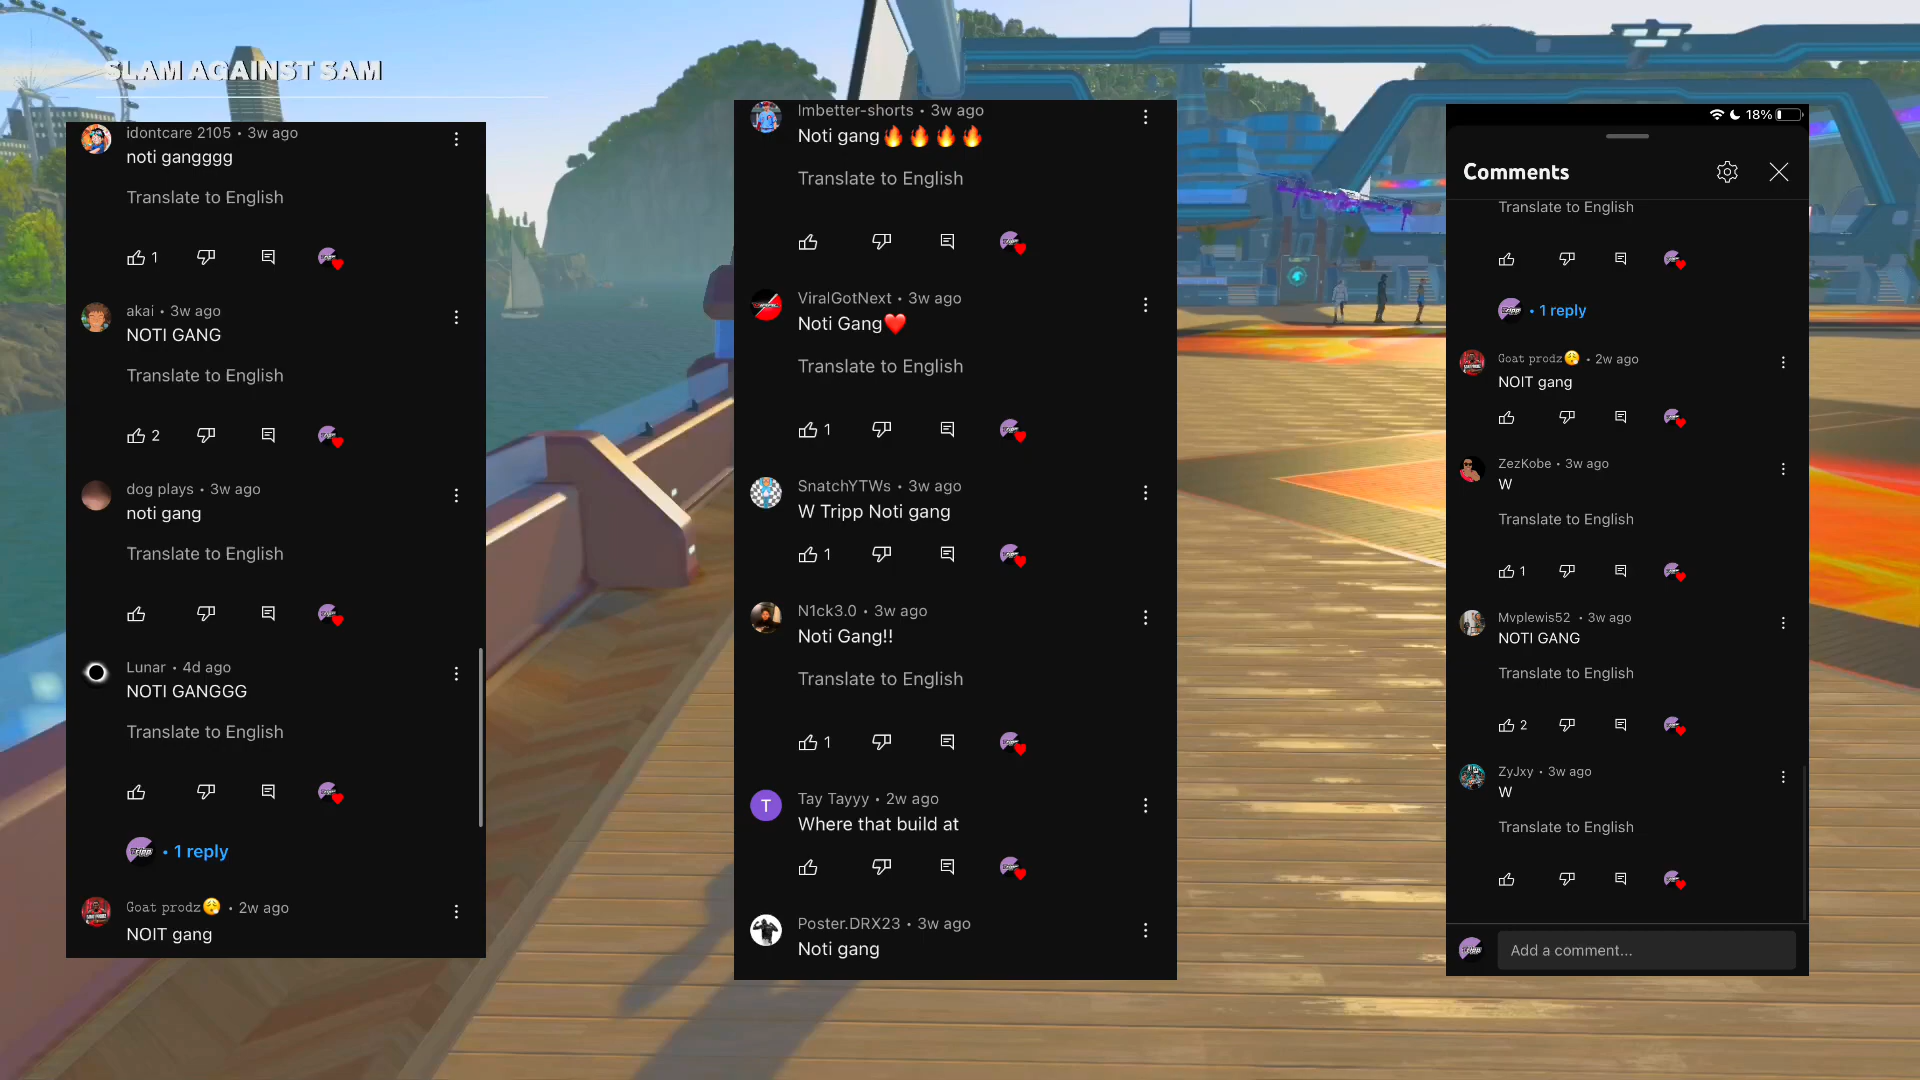 SLAM AGAINST SAM
idontcare 2105 • 3w ago
noti gangggg
Translate to English
1
akai • 3w ago
NOTI GANG
Translate to English
2
dog plays • 3w ago
noti gang
Translate to English
Lunar • 4d ago
NOTI GANGGG
Translate to English
• 1 reply
Goat prodz😮‍💨 • 2w ago
NOIT gang
Imbetter-shorts • 3w ago
Noti gang🔥🔥🔥🔥
Translate to English
ViralGotNext • 3w ago
Noti Gang❤️
Translate to English
1
SnatchYTWs • 3w ago
W Tripp Noti gang
1
N1ck3.0 • 3w ago
Noti Gang!!
Translate to English
1
T
Tay Tayyy • 2w ago
Where that build at
Poster.DRX23 • 3w ago
Noti gang
18%
Comments
Translate to English
• 1 reply
Goat prodz😮‍💨 • 2w ago
NOIT gang
ZezKobe • 3w ago
W
Translate to English
1
Mvplewis52 • 3w ago
NOTI GANG
Translate to English
2
ZyJxy • 3w ago
W
Translate to English
Add a comment...